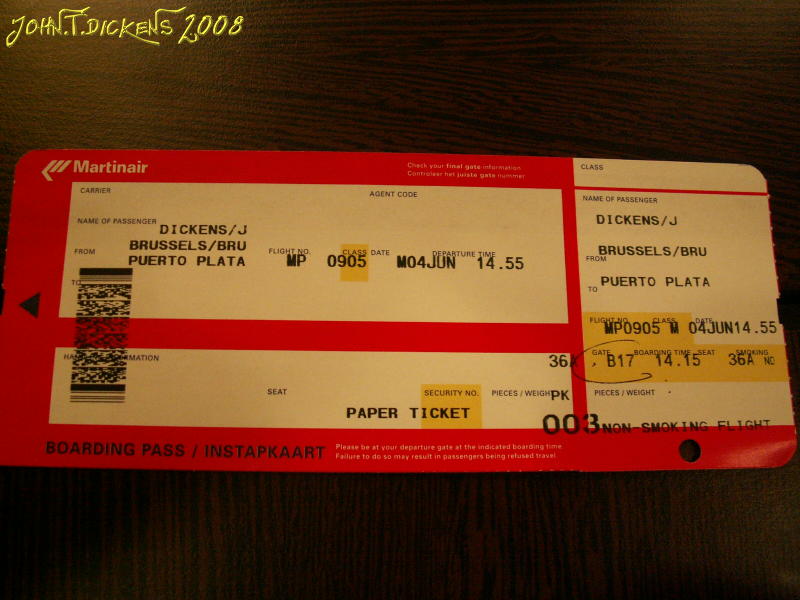 JOHN.T.DICKENS 2008
Martinair
Check your final gate information
Controleer het juiste gate nummer
CARRIER
AGENT CODE
NAME OF PASSENGER
DICKENS/J
BRUSSELS/BRU
FROM
FLIGHT NO. CLASS DATE DEPARTURE TIME
PUERTO PLATA MP 0905 M04JUN 14.55
TO
INFORMATION
SEAT
SECURITY NO. PIECES/WEIGH
PAPER TICKET
BOARDING PASS / INSTAPKAART
Please be at your departure gate at the indicated boarding time
Failure to do so may result in passengers being refused travel
CLASS
NAME OF PASSENGER
DICKENS/J
BRUSSELS/BRU
FROM
PUERTO PLATA
TO
FLIGHT NO. CLASS DATE
MP0905 M 04JUN14.55
GATE BOARDING TIME SEAT SMOKING
36A B17 14.15 36A NO
PK PIECES / WEIGHT
003 NON-SMOKING FLIGHT